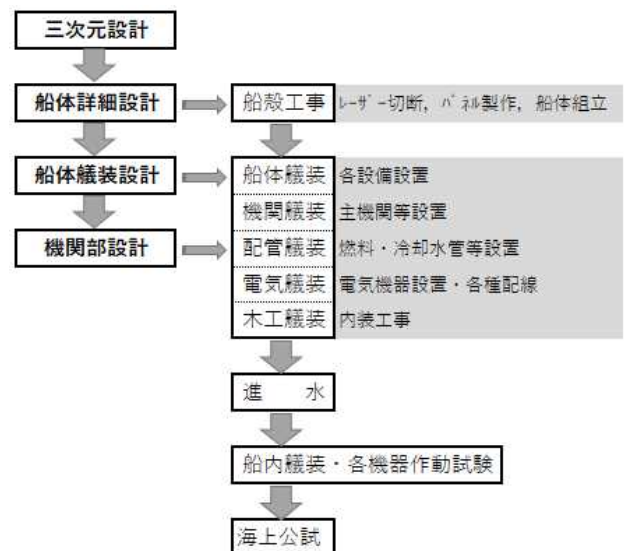 三次元設計
船体詳細設計 船殻工事 ﾚｰｻﾞｰ切断，ﾊﾟﾈﾙ製作，船体組立
船体艤装設計 船体艤装 各設備設置
機関艤装 主機関等設置
機関部設計 配管艤装 燃料・冷却水管等設置
電気艤装 電気機器設置・各種配線
木工艤装 内装工事
進　水
船内艤装・各機器作動試験
海上公試